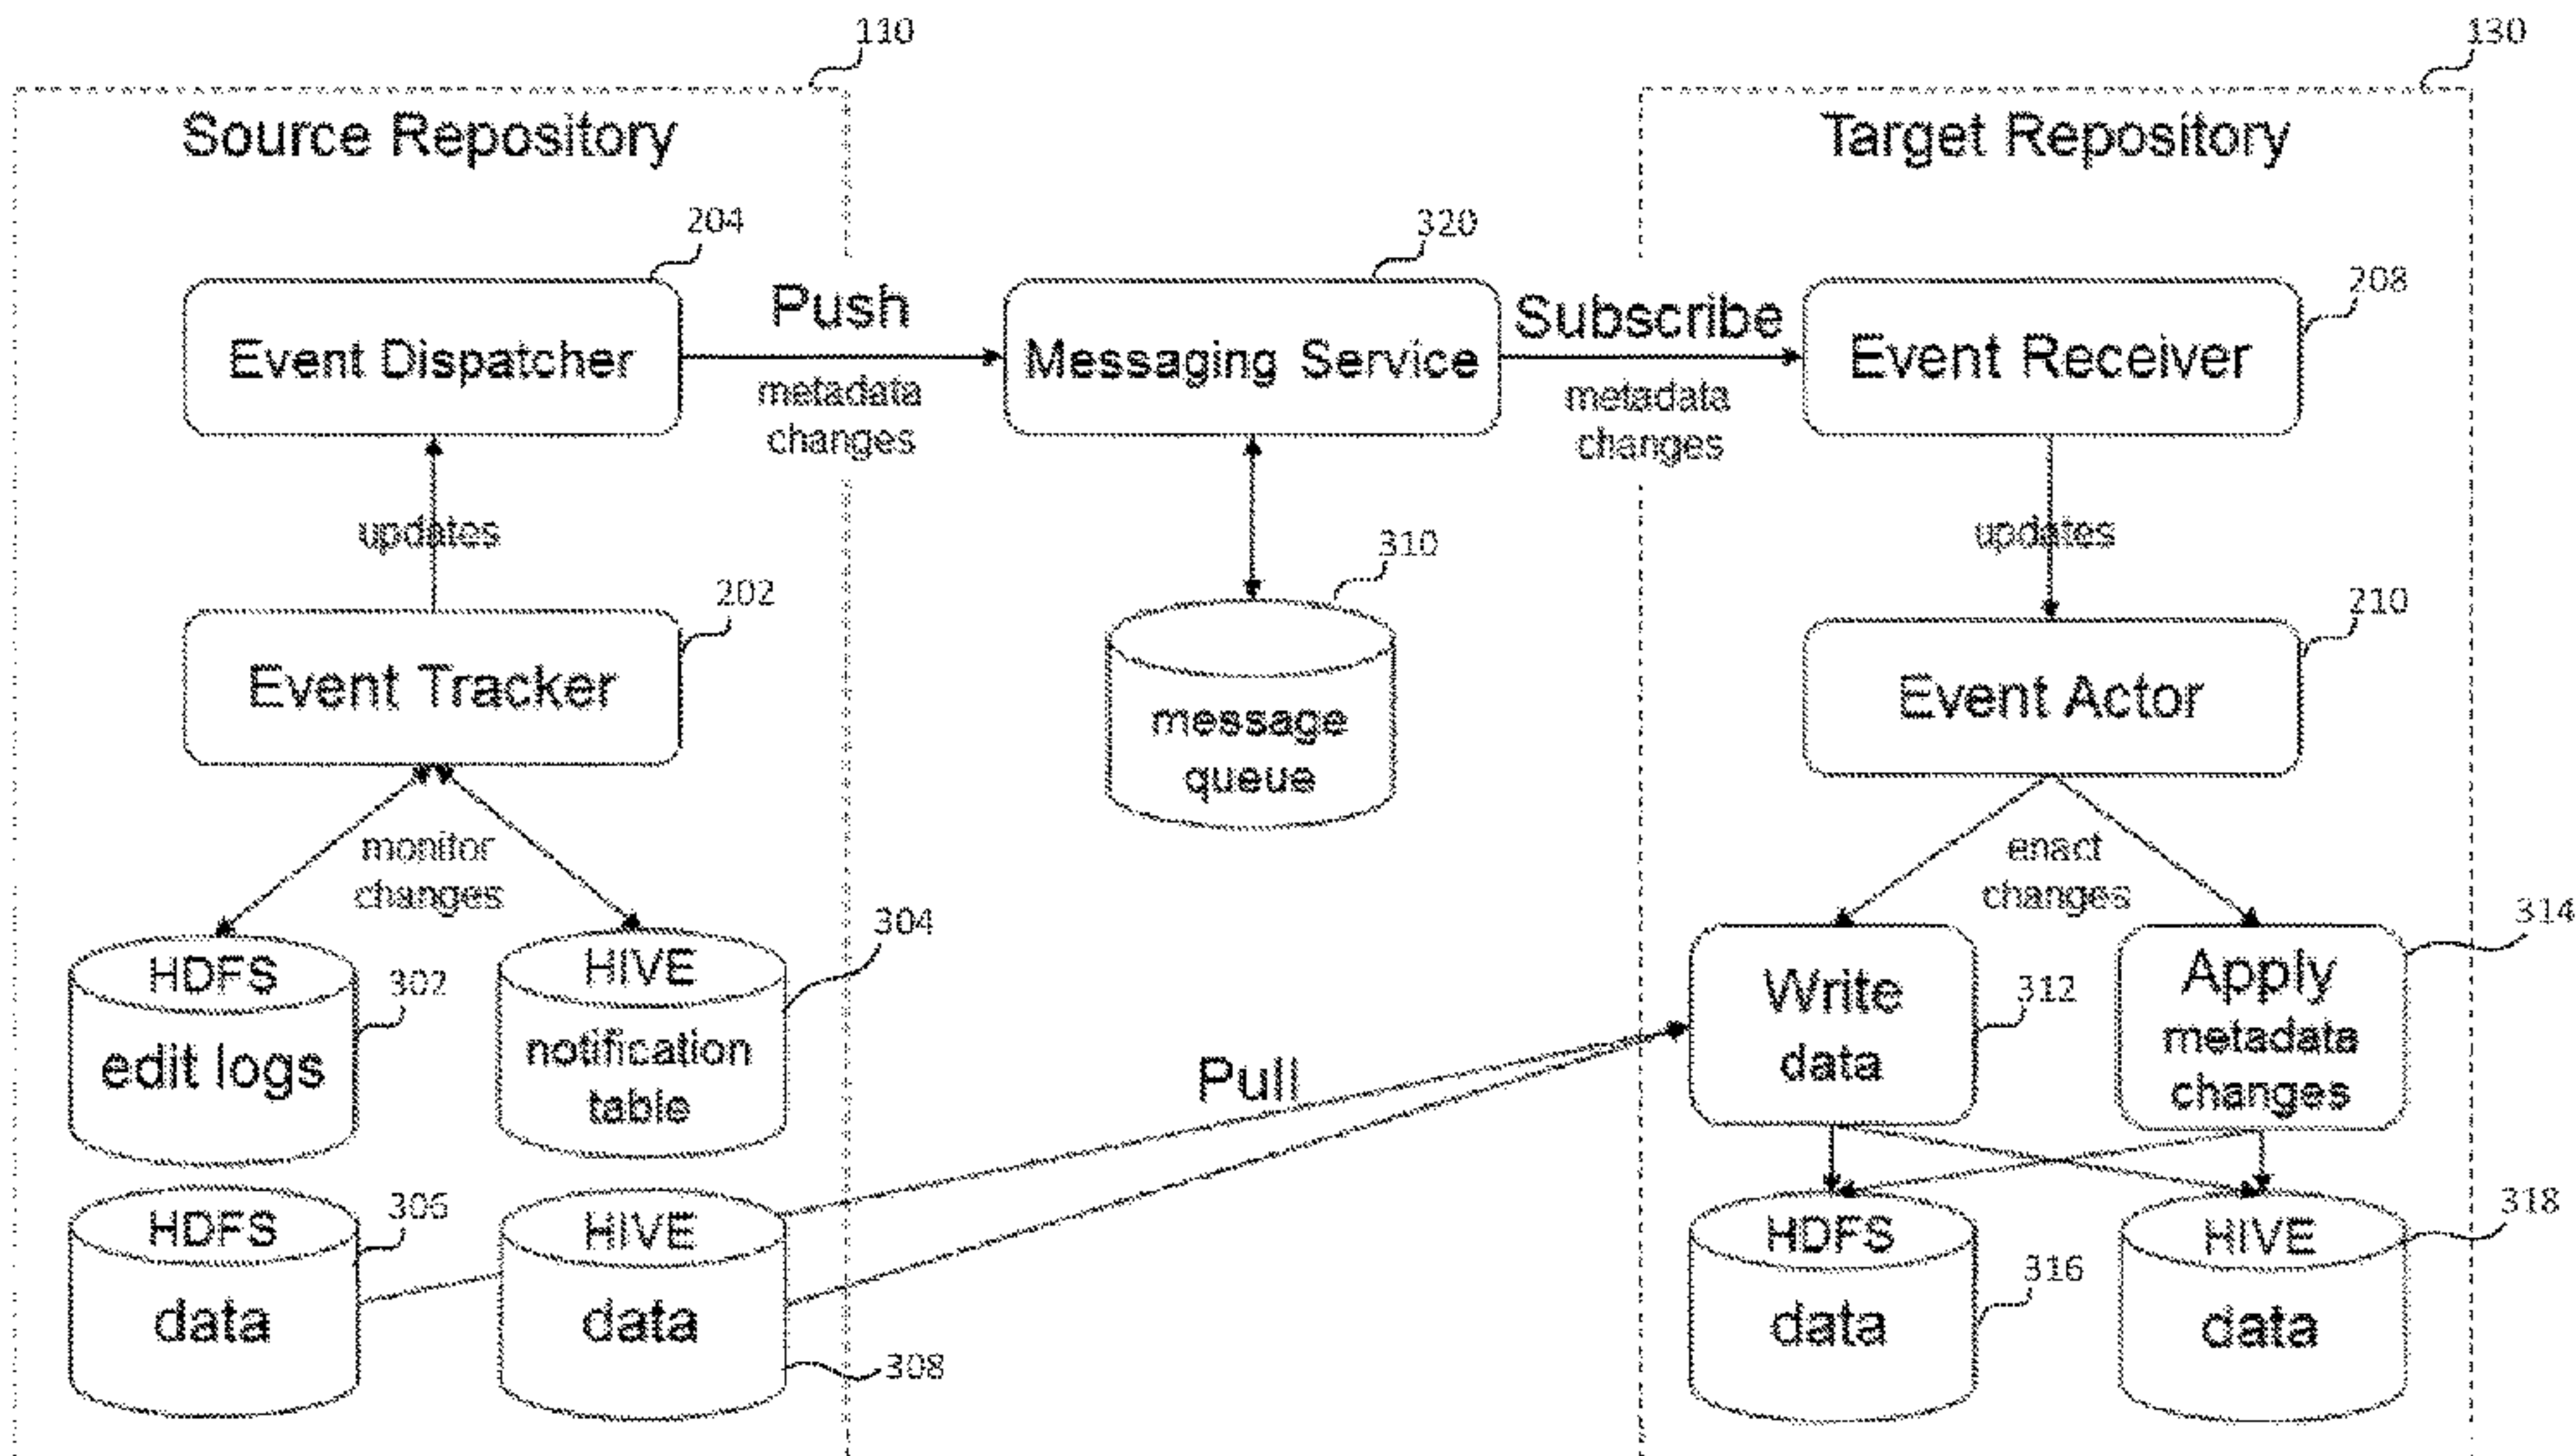 110
130
Source Repository
Target Repository
204
320
208
Push
Subscribe
Event Dispatcher
Messaging Service
Event Receiver
metadata
changes
metadata
changes
updates
updates
310
202
210
Event Tracker
Event Actor
message
queue
monitor
changes
enact
changes
304
314
HDFS
302
edit logs
HIVE
notification
table
Write
data
312
Apply
metadata
changes
Pull
HDFS
306
data
HIVE
data
308
HDFS
data
316
HIVE
data
318